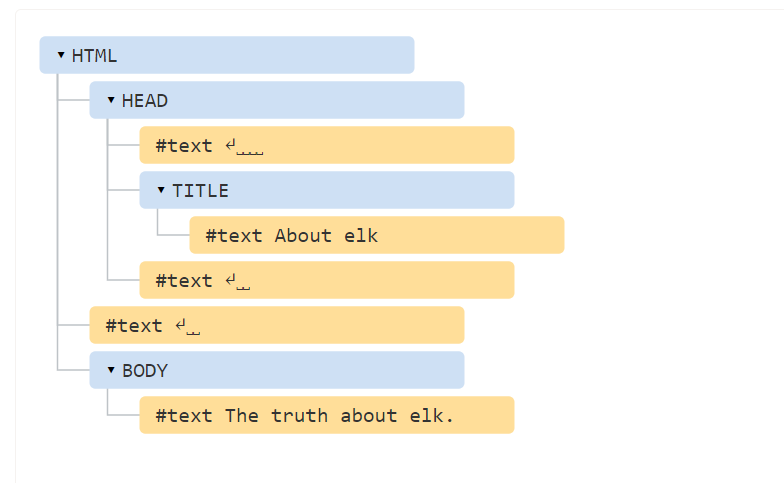 ▾ HTML
▾ HEAD
#text ↵␣␣␣␣
▾ TITLE
#text About elk
#text ↵␣␣
#text ↵␣␣
▾ BODY
#text The truth about elk.